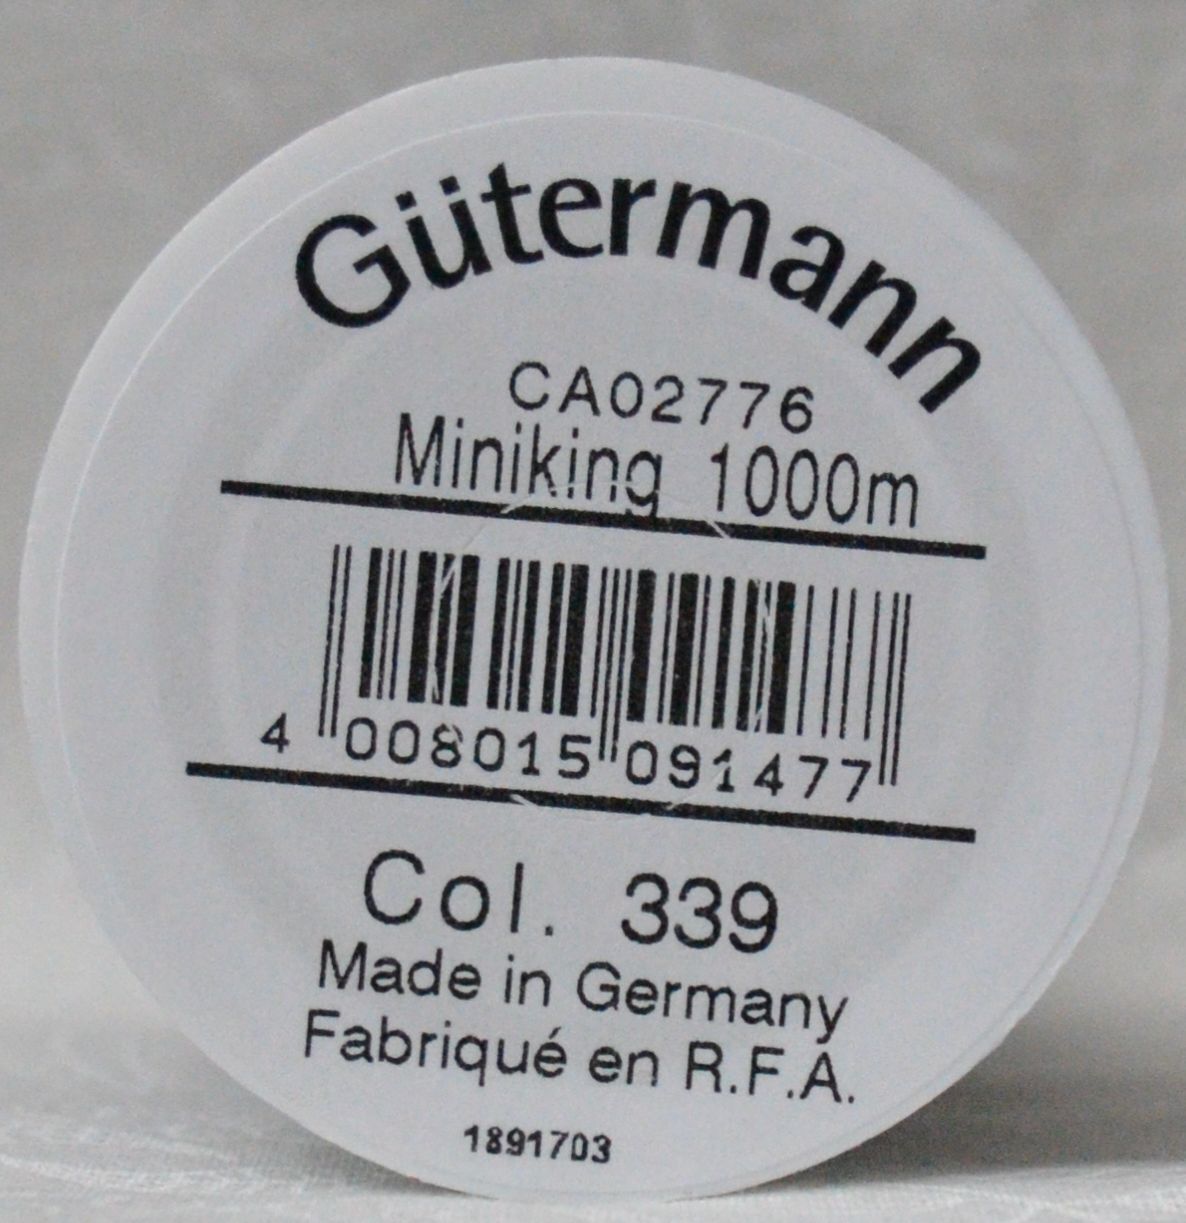 Gütermann
CA02776
Miniking 1000m
4 008015 091477
Col. 339
Made in Germany
Fabriqué en R.F.A.
1891703